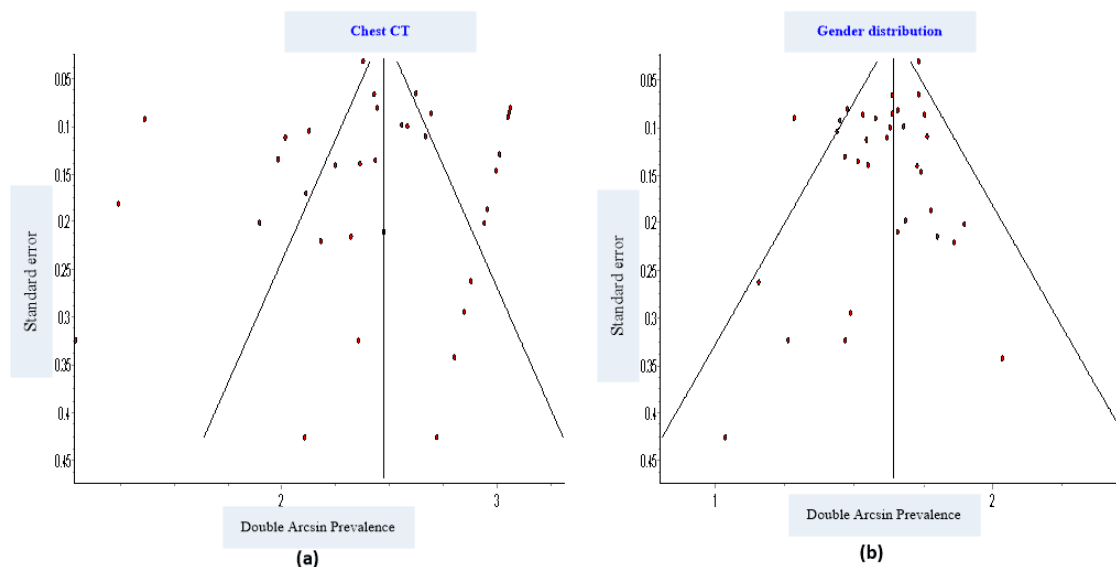 Chest CT
Standard error
0.05
0.1
0.15
0.2
0.25
0.3
0.35
0.4
0.45
2
3
Double Arcsin Prevalence
(a)
Gender distribution
Standard error
0.05
0.1
0.15
0.2
0.25
0.3
0.35
0.4
0.45
1
2
Double Arcsin Prevalence
(b)